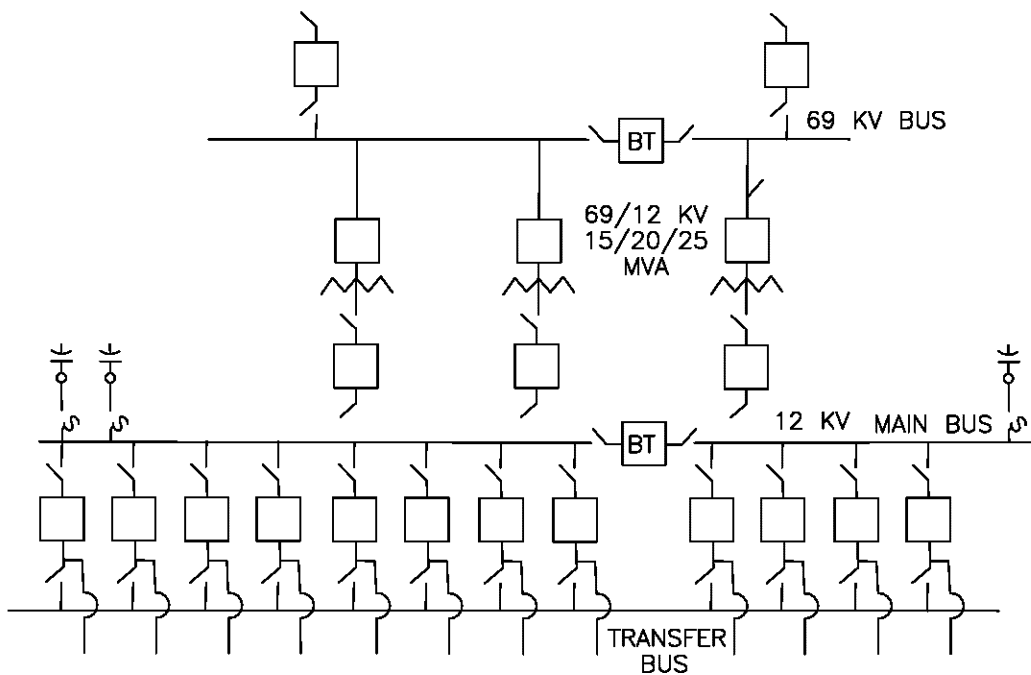 BT
69 KV BUS
69/12 KV
15/20/25
MVA
12 KV MAIN BUS
BT
TRANSFER
BUS